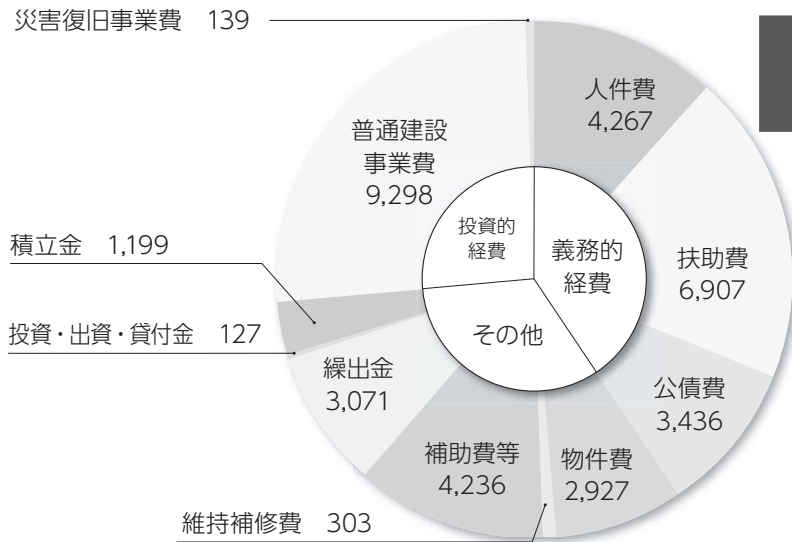 災害復旧事業費 139
人件費
4,267
普通建設
事業費
9,298
投資的
経費
義務的
経費
扶助費
6,907
積立金 1,199
その他
投資・出資・貸付金 127
繰出金
3,071
公債費
3,436
補助費等
4,236
物件費
2,927
維持補修費 303